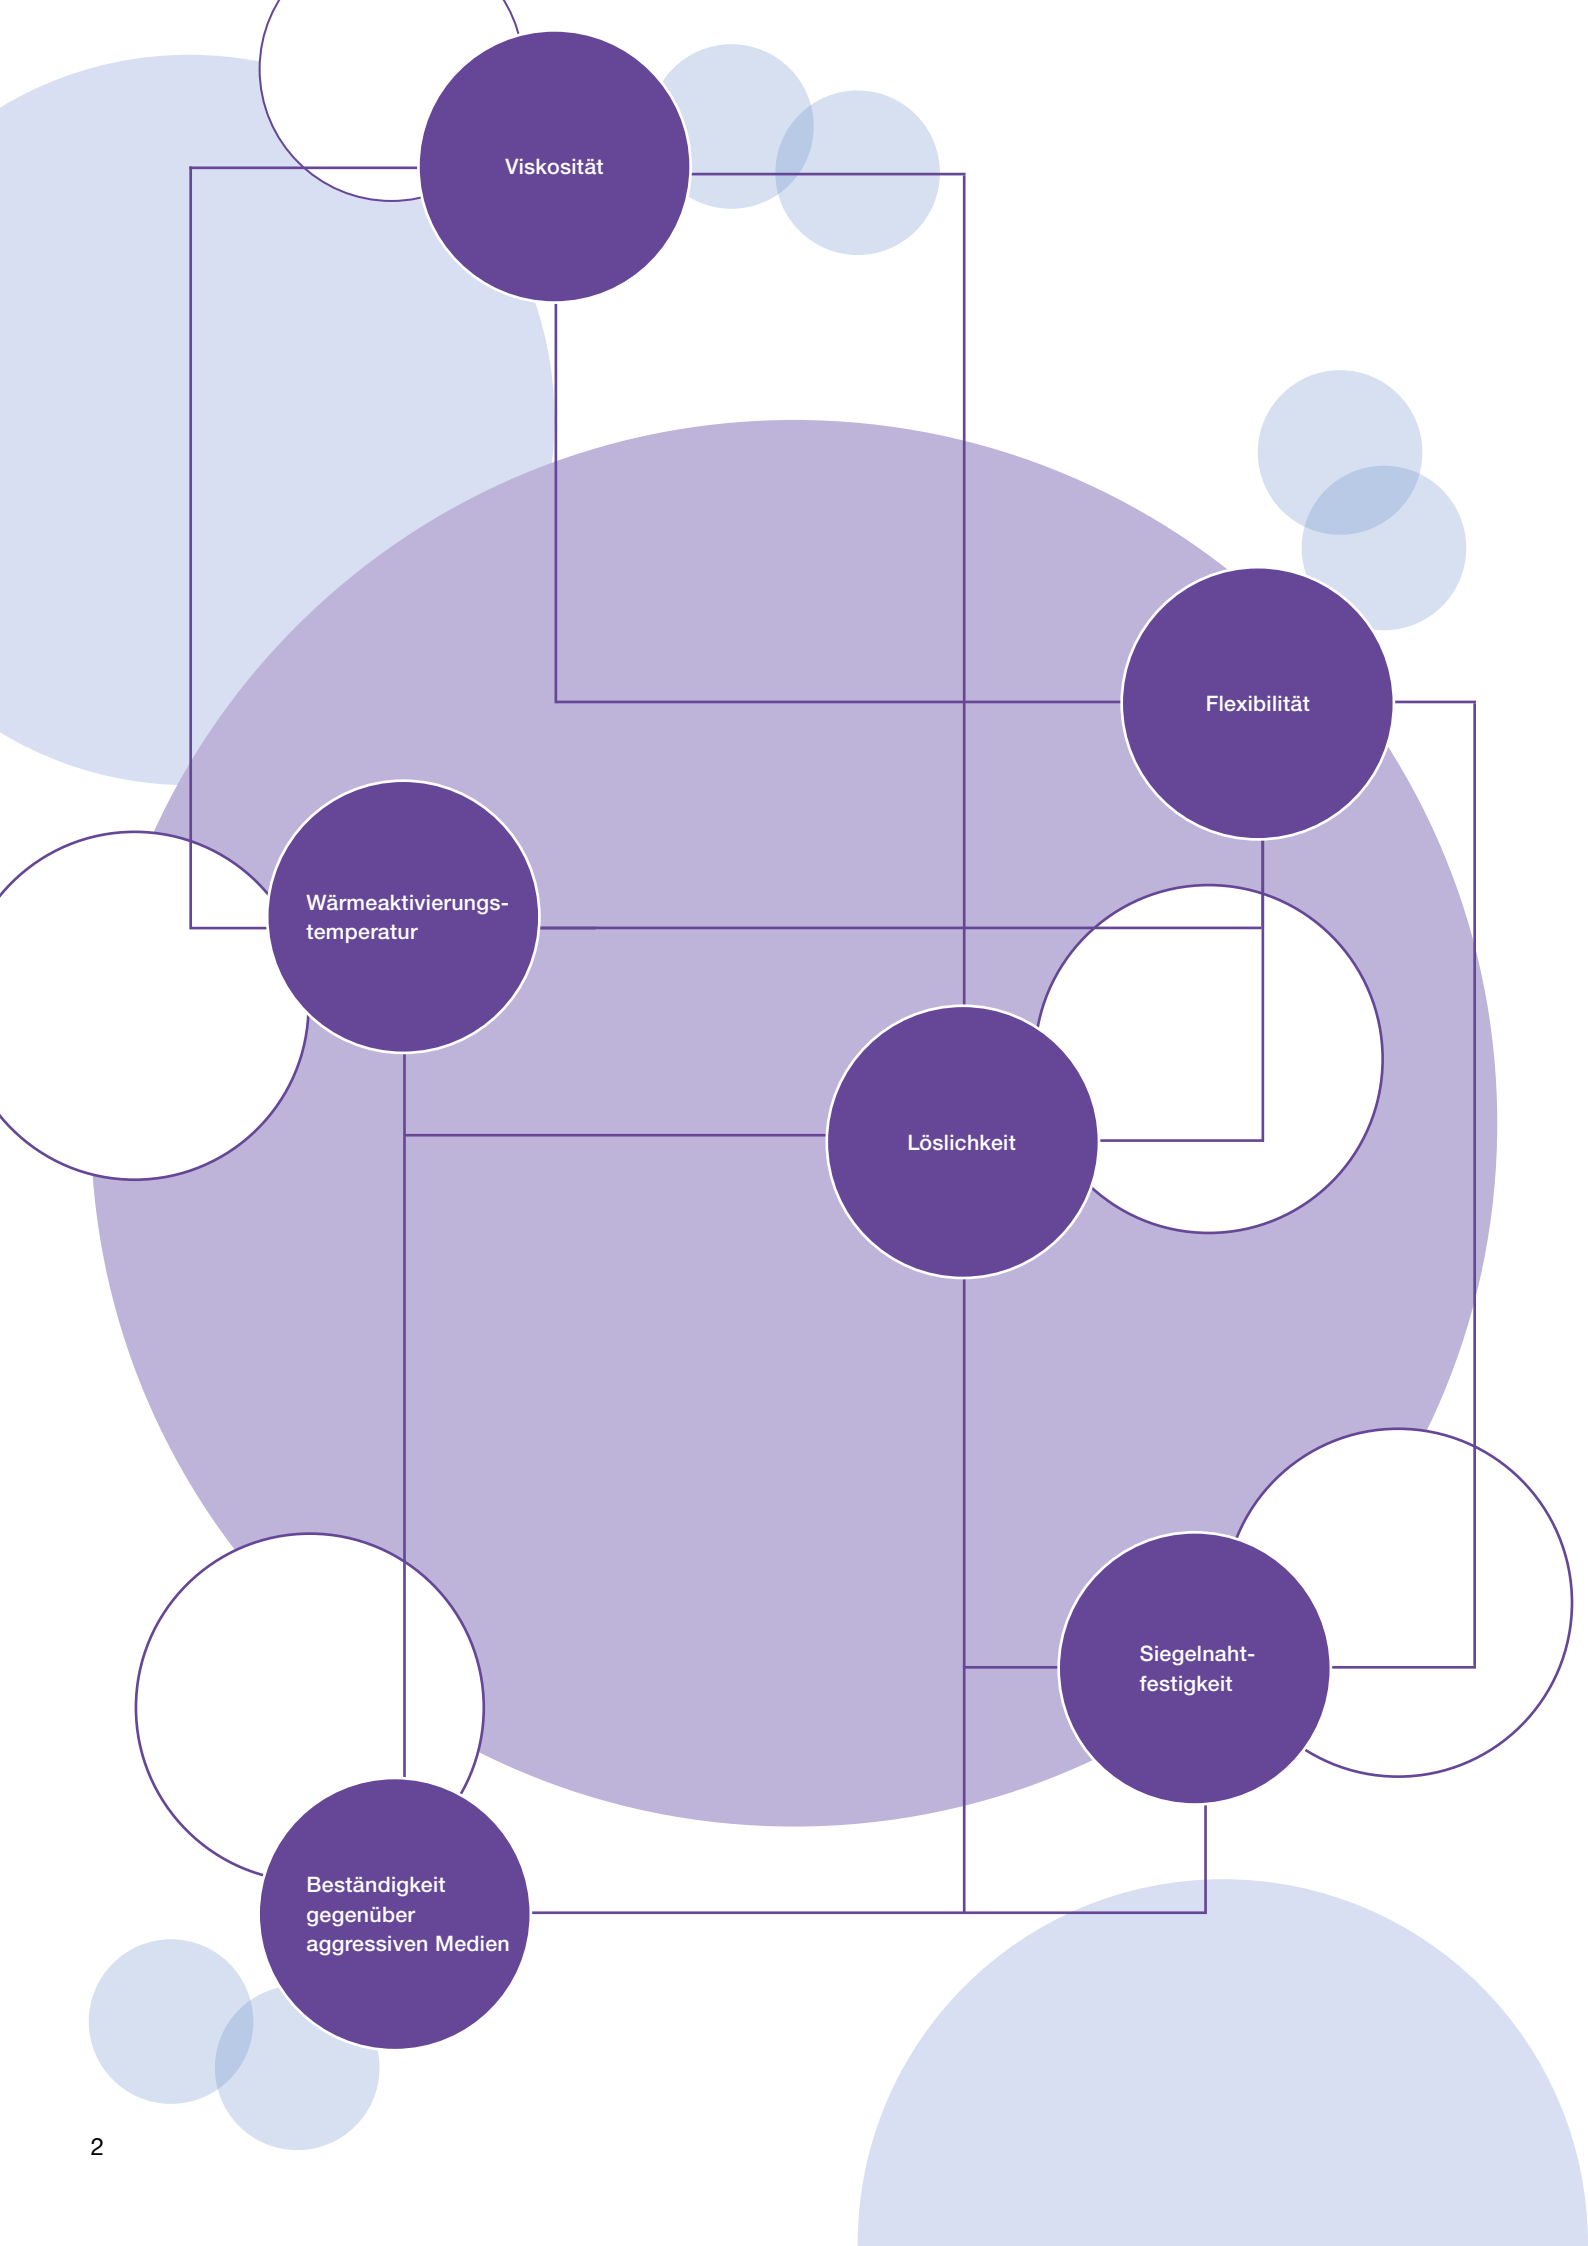 Viskosität
Flexibilität
Wärmeaktivierungs-
temperatur
Löslichkeit
Siegelnaht-
festigkeit
Beständigkeit
gegenüber
aggressiven Medien
2